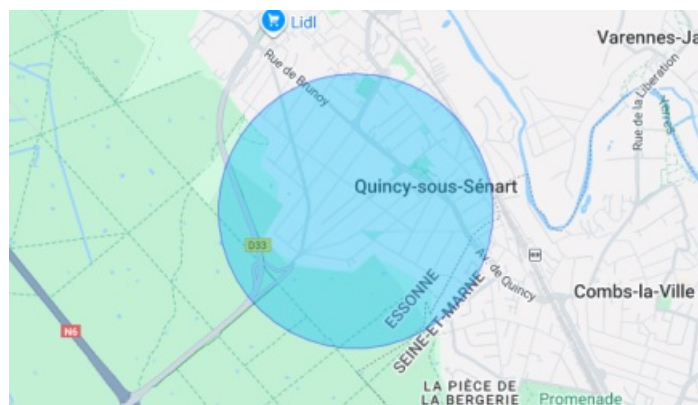 Lidl
Varennes-Ja
Rue de Brunoy
Rue de la Libération
Yerres
Quincy-sous-Sénart
D33
Av. de Quincy
ESSONNE
SEINE-ET-MARNE
Combs-la-Ville
N6
LA PIÈCE DE
LA BERGERIE
Promenade